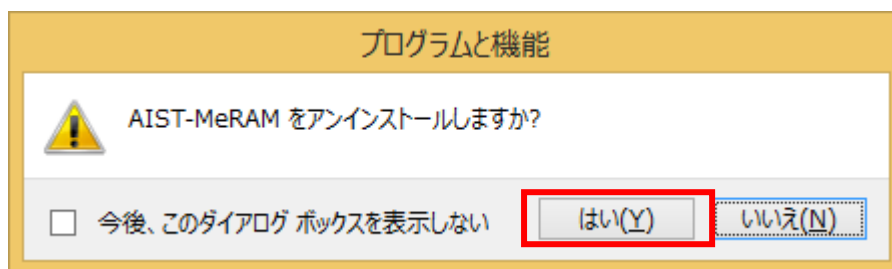 プログラムと機能
AIST-MeRAM をアンインストールしますか?
今後、このダイアログ ボックスを表示しない はい(Y) いいえ(N)